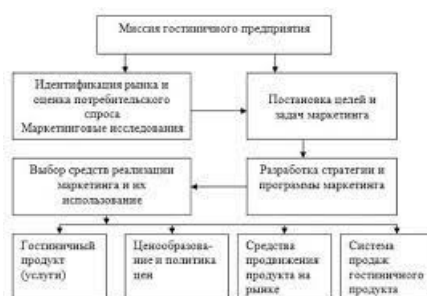 Миссия гостиничного предприятия
Идентификация рынка и
оценка потребительского
спроса
Маркетинговые исследования
Постановка целей и
задач маркетинга
Выбор средств реализации
маркетинга и их
использование
Разработка стратегии и
программы маркетинга
Гостиничный
продукт
(услуги)
Ценообразова-
ние и политика
цен
Средства
продвижения
продукта на
рынке
Система
продаж
гостиничного
продукта